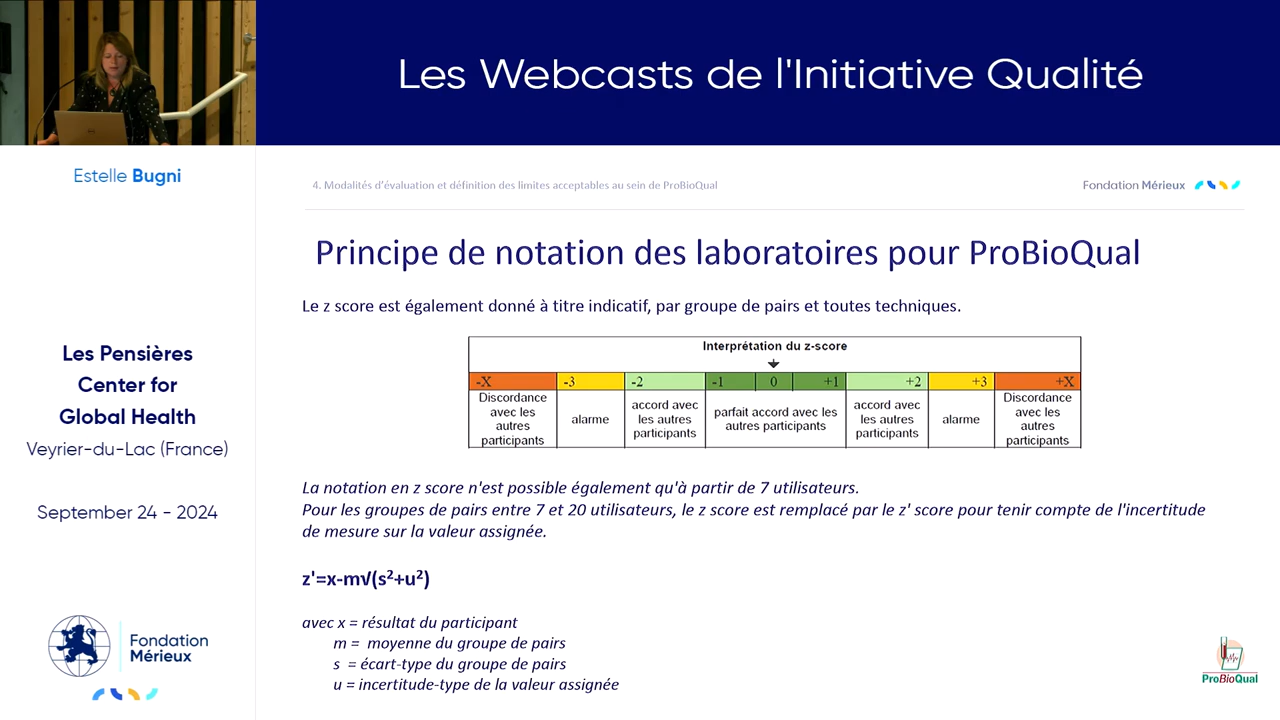 Les Webcasts de l'Initiative Qualité
Estelle Bugni
4. Modalités d'évaluation et définition des limites acceptables au sein de ProBioQual
Fondation Mérieux
Principe de notation des laboratoires pour ProBioQual
Le z score est également donné à titre indicatif, par groupe de pairs et toutes techniques.
Interprétation du z-score
-X -3 -2 -1 0 +1 +2 +3 +X
Discordance avec les autres participants
alarme
accord avec les autres participants
parfait accord avec les autres participants
accord avec les autres participants
alarme
Discordance avec les autres participants
La notation en z score n'est possible également qu'à partir de 7 utilisateurs.
Pour les groupes de pairs entre 7 et 20 utilisateurs, le z score est remplacé par le z' score pour tenir compte de l'incertitude
de mesure sur la valeur assignée.
z'=x-m√(s²+u²)
avec x = résultat du participant
m = moyenne du groupe de pairs
s = écart-type du groupe de pairs
u = incertitude-type de la valeur assignée
Les Pensières
Center for
Global Health
Veyrier-du-Lac (France)
September 24 - 2024
Fondation
Mérieux
ProBioQual